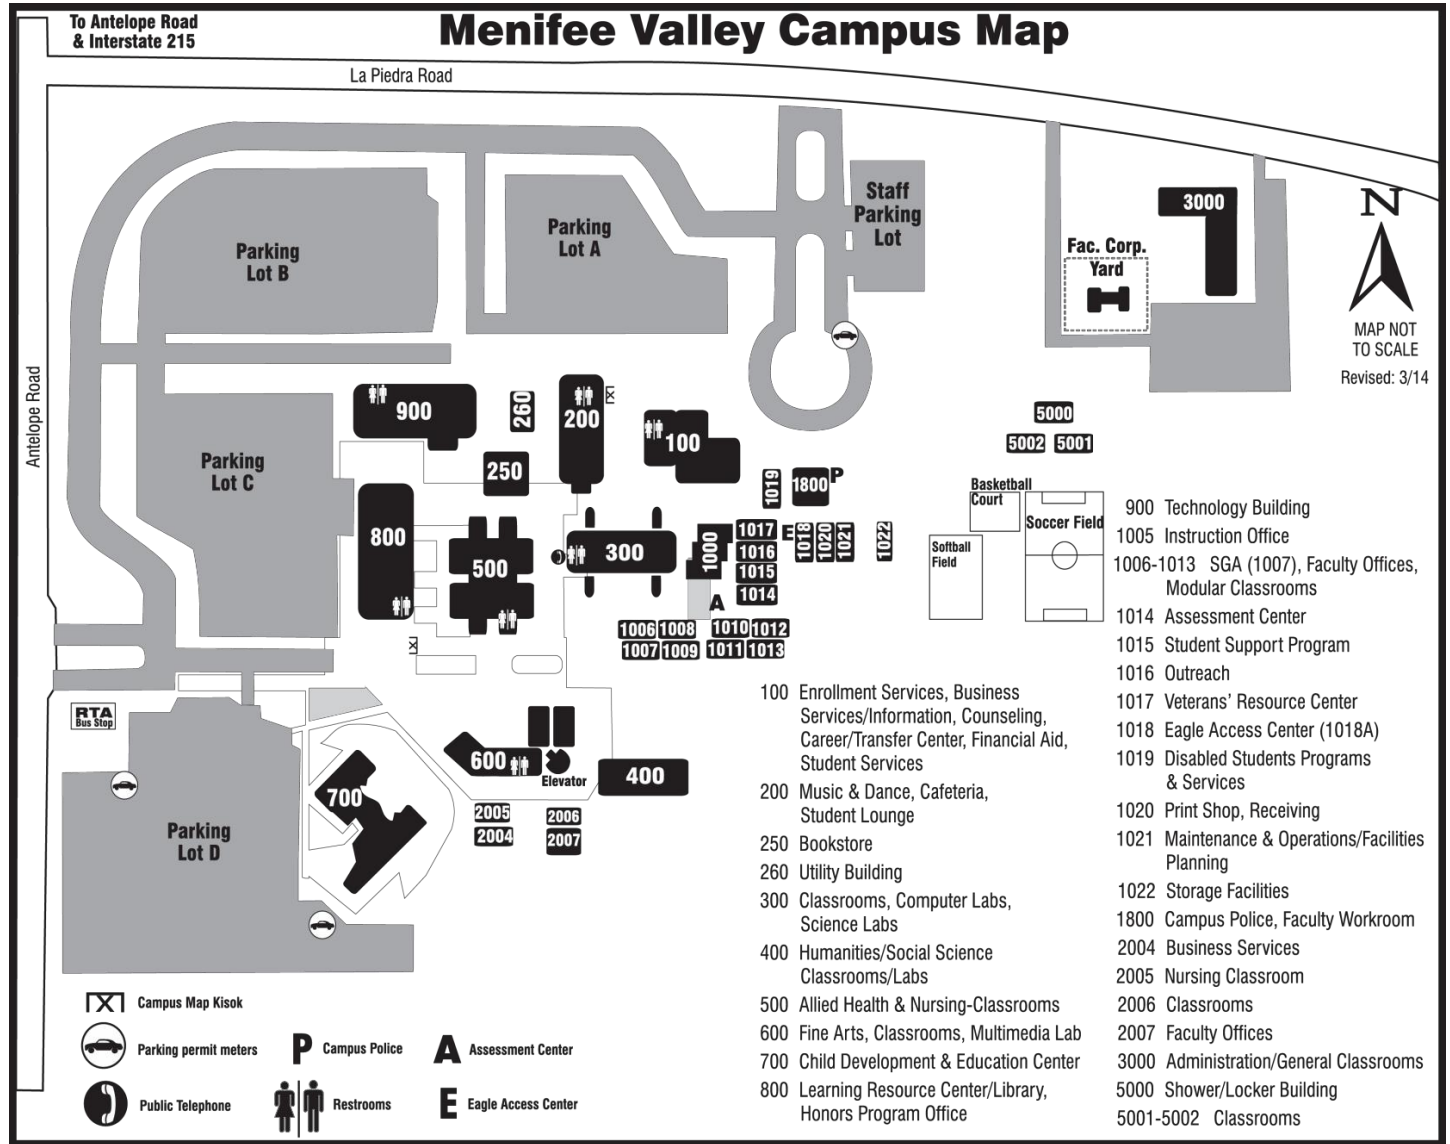 To Antelope Road
& Interstate 215
Menifee Valley Campus Map
La Piedra Road
Antelope Road
Parking
Lot B
Parking
Lot A
Staff
Parking
Lot
3000
Fac. Corp.
Yard
N
MAP NOT
TO SCALE
Revised: 3/14
Parking
Lot C
900
260
200
250
100
800
500
300
1000
1019
1800
P
1017
1016
1015
1014
E
1018
1020
1021
1022
A
1006
1008
1010
1012
1007
1009
1011
1013
5000
5002
5001
Basketball
Court
Soccer Field
Softball
Field
RTA
Bus Stop
Parking
Lot D
700
600
Elevator
400
2005
2004
2006
2007
100 Enrollment Services, Business
Services/Information, Counseling,
Career/Transfer Center, Financial Aid,
Student Services
200 Music & Dance, Cafeteria,
Student Lounge
250 Bookstore
260 Utility Building
300 Classrooms, Computer Labs,
Science Labs
400 Humanities/Social Science
Classrooms/Labs
500 Allied Health & Nursing-Classrooms
600 Fine Arts, Classrooms, Multimedia Lab
700 Child Development & Education Center
800 Learning Resource Center/Library,
Honors Program Office
900 Technology Building
1005 Instruction Office
1006-1013 SGA (1007), Faculty Offices,
Modular Classrooms
1014 Assessment Center
1015 Student Support Program
1016 Outreach
1017 Veterans' Resource Center
1018 Eagle Access Center (1018A)
1019 Disabled Students Programs
& Services
1020 Print Shop, Receiving
1021 Maintenance & Operations/Facilities
Planning
1022 Storage Facilities
1800 Campus Police, Faculty Workroom
2004 Business Services
2005 Nursing Classroom
2006 Classrooms
2007 Faculty Offices
3000 Administration/General Classrooms
5000 Shower/Locker Building
5001-5002 Classrooms
Campus Map Kisok
Parking permit meters
P Campus Police
A Assessment Center
Public Telephone
Restrooms
E Eagle Access Center